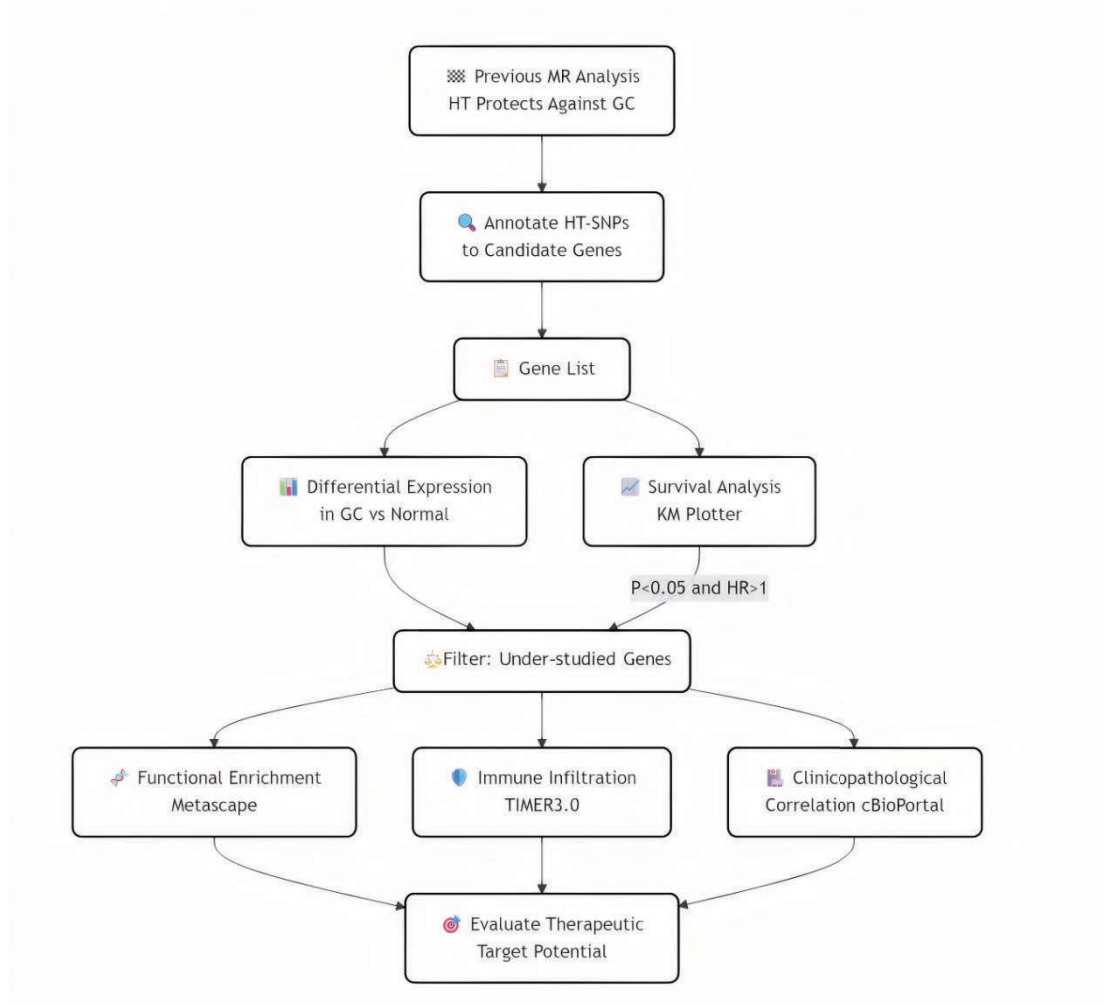 Previous MR Analysis
HT Protects Against GC
Annotate HT-SNPs
to Candidate Genes
Gene List
Differential Expression
in GC vs Normal
Survival Analysis
KM Plotter
P<0.05 and HR>1
Filter: Under-studied Genes
Functional Enrichment
Metascape
Immune Infiltration
TIMER3.0
Clinicopathological
Correlation cBioPortal
Evaluate Therapeutic
Target Potential